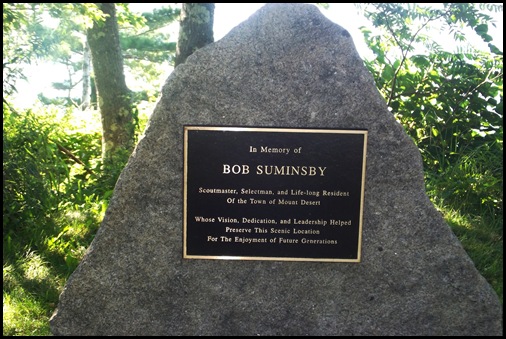 In Memory of
BOB SUMINSBY
Scoutmaster, Selectman, and Life-long Resident
Of the Town of Mount Desert
Whose Vision, Dedication, and Leadership Helped
Preserve This Scenic Location
For The Enjoyment of Future Generations